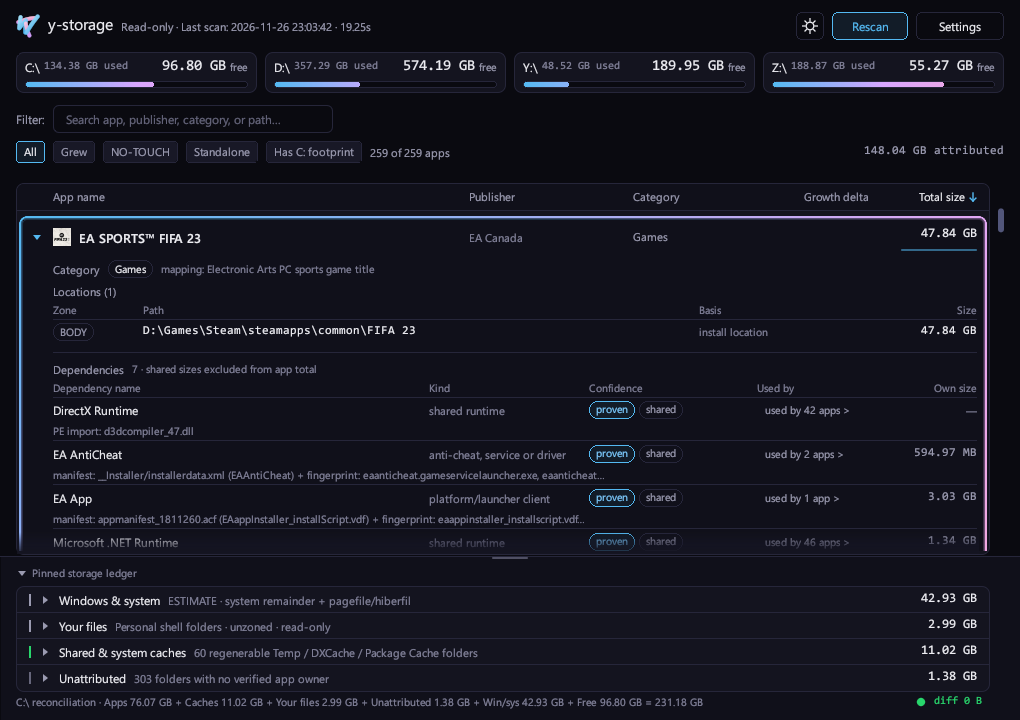 y-storage Read-only · Last scan: 2026-11-26 23:03:42 · 19.25s Rescan Settings
C:\ 134.38 GB used 96.80 GB free D:\ 357.29 GB used 574.19 GB free Y:\ 48.52 GB used 189.95 GB free Z:\ 188.87 GB used 55.27 GB free
Filter: Search app, publisher, category, or path...
All Grew NO-TOUCH Standalone Has C: footprint 259 of 259 apps 148.04 GB attributed
App name Publisher Category Growth delta Total size ↓
EA SPORTS™ FIFA 23 EA Canada Games 47.84 GB
Category Games mapping: Electronic Arts PC sports game title
Locations (1)
Zone Path Basis Size
BODY D:\Games\Steam\steamapps\common\FIFA 23 install location 47.84 GB
Dependencies 7 · shared sizes excluded from app total
Dependency name Kind Confidence Used by Own size
DirectX Runtime shared runtime proven shared used by 42 apps > —
PE import: d3dcompiler_47.dll
EA AntiCheat anti-cheat, service or driver proven shared used by 2 apps > 594.97 MB
manifest: __Installer/installerdata.xml (EAAntiCheat) + fingerprint: eaanticheat.gameservicelauncher.exe, eaanticheat...
EA App platform/launcher client proven shared used by 1 app > 3.03 GB
manifest: appmanifest_1811260.acf (EAappInstaller_installScript.vdf) + fingerprint: eaappinstaller_installscript.vdf...
Microsoft .NET Runtime shared runtime proven shared used by 46 apps > 1.34 GB
Pinned storage ledger
Windows & system ESTIMATE · system remainder + pagefile/hiberfil 42.93 GB
Your files Personal shell folders · unzoned · read-only 2.99 GB
Shared & system caches 60 regenerable Temp / DXCache / Package Cache folders 11.02 GB
Unattributed 303 folders with no verified app owner 1.38 GB
C:\ reconciliation · Apps 76.07 GB + Caches 11.02 GB + Your files 2.99 GB + Unattributed 1.38 GB + Win/sys 42.93 GB + Free 96.80 GB = 231.18 GB diff 0 B